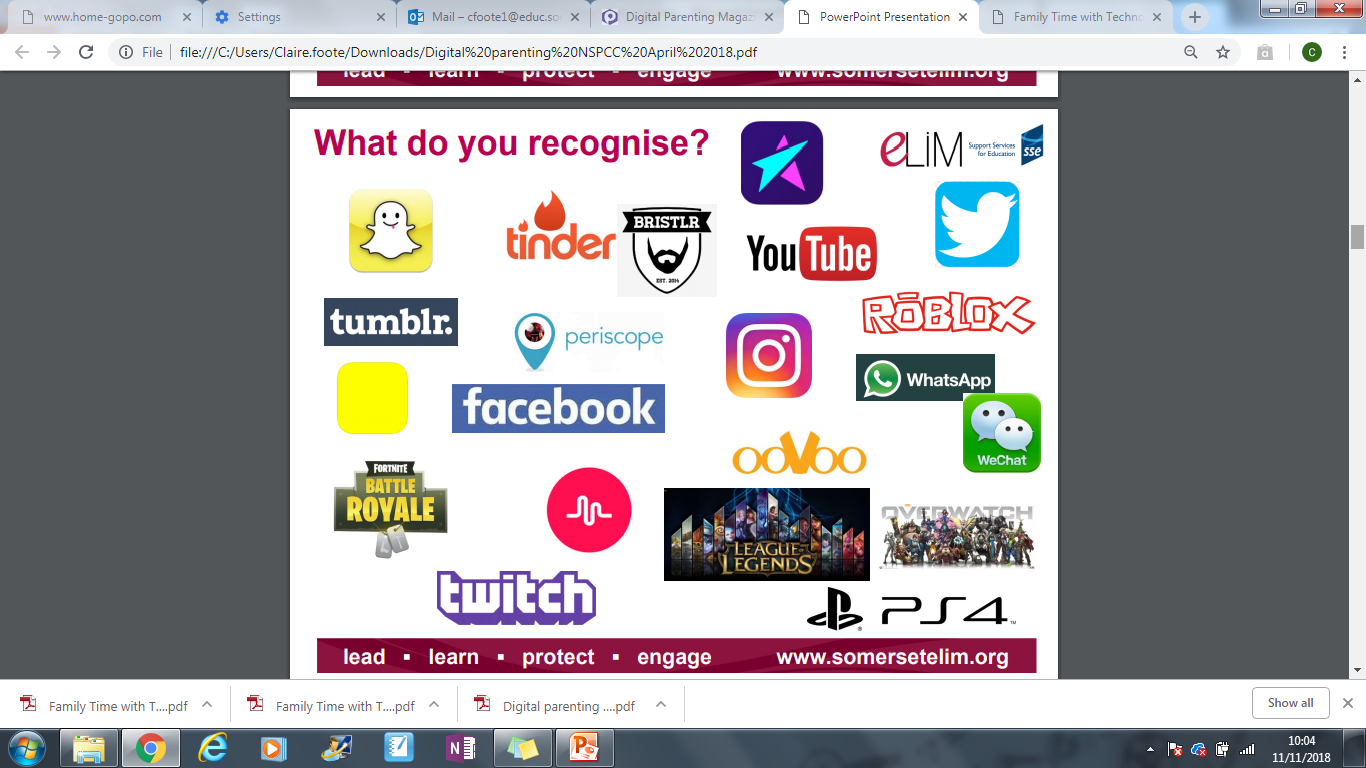 www.home-gopo.com
Settings
Mail – cfoote1@educ.so
Digital Parenting Magaz
PowerPoint Presentation
Family Time with Techno
File
file:///C:/Users/Claire.foote/Downloads/Digital%20parenting%20NSPCC%20April%202018.pdf
C
lead ▪ learn ▪ protect ▪ engage www.somersetelim.org
What do you recognise?
eLiM Support Services for Education sse
tinder
BRISTLR
EST. 2014
YouTube
tumblr.
periscope
ROBLOX
facebook
WhatsApp
WeChat
ooVoo
FORTNITE
BATTLE
ROYALE
LEAGUE OF
LEGENDS
OVERWATCH
twitch
PS4™
lead ▪ learn ▪ protect ▪ engage www.somersetelim.org
Family Time with T....pdf
Family Time with T....pdf
Digital parenting ....pdf
Show all
10:04
11/11/2018